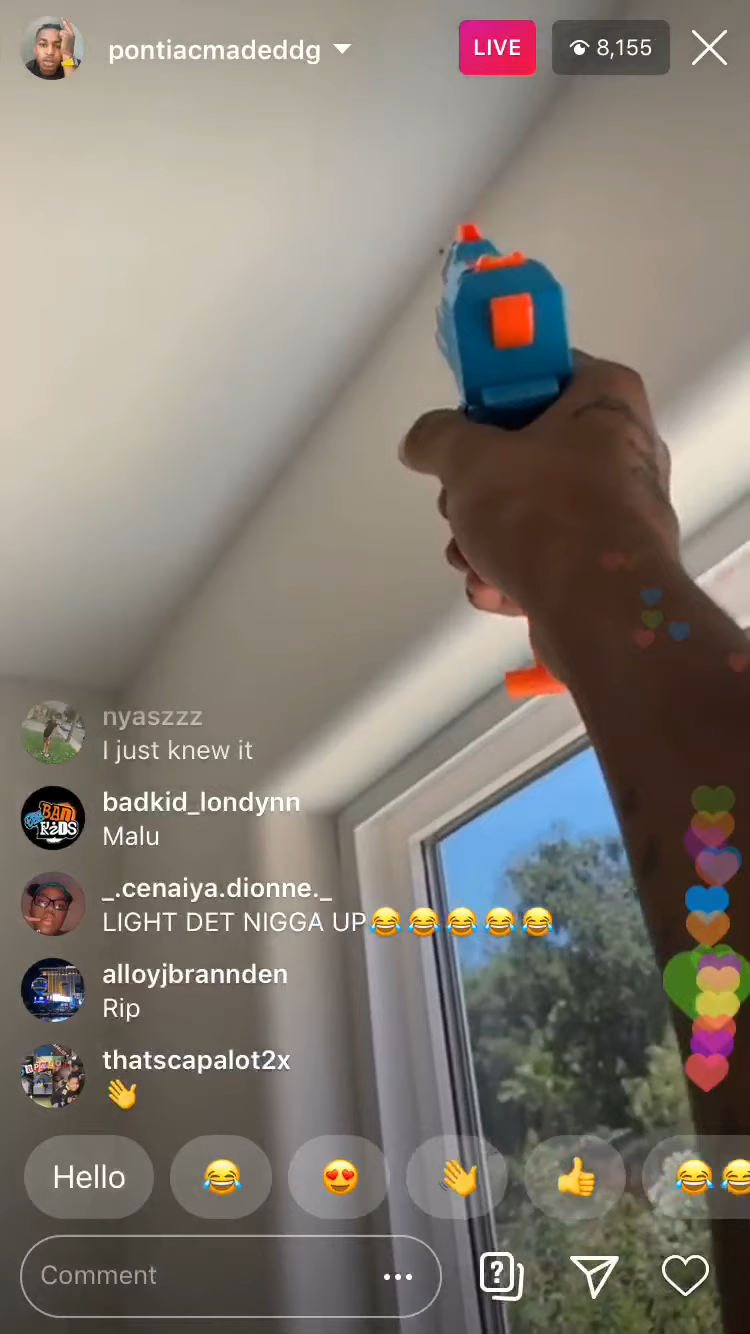 pontiacmadeddg
LIVE
8,155
nyaszzz
I just knew it
badkid_londynn
Malu
_.cenaiya.dionne._
LIGHT DET NIGGA UP😂😂😂😂😂
alloyjbrannden
Rip
thatscapalot2x
👋
Hello 😂 😍 👋 👍 😂😂
Comment